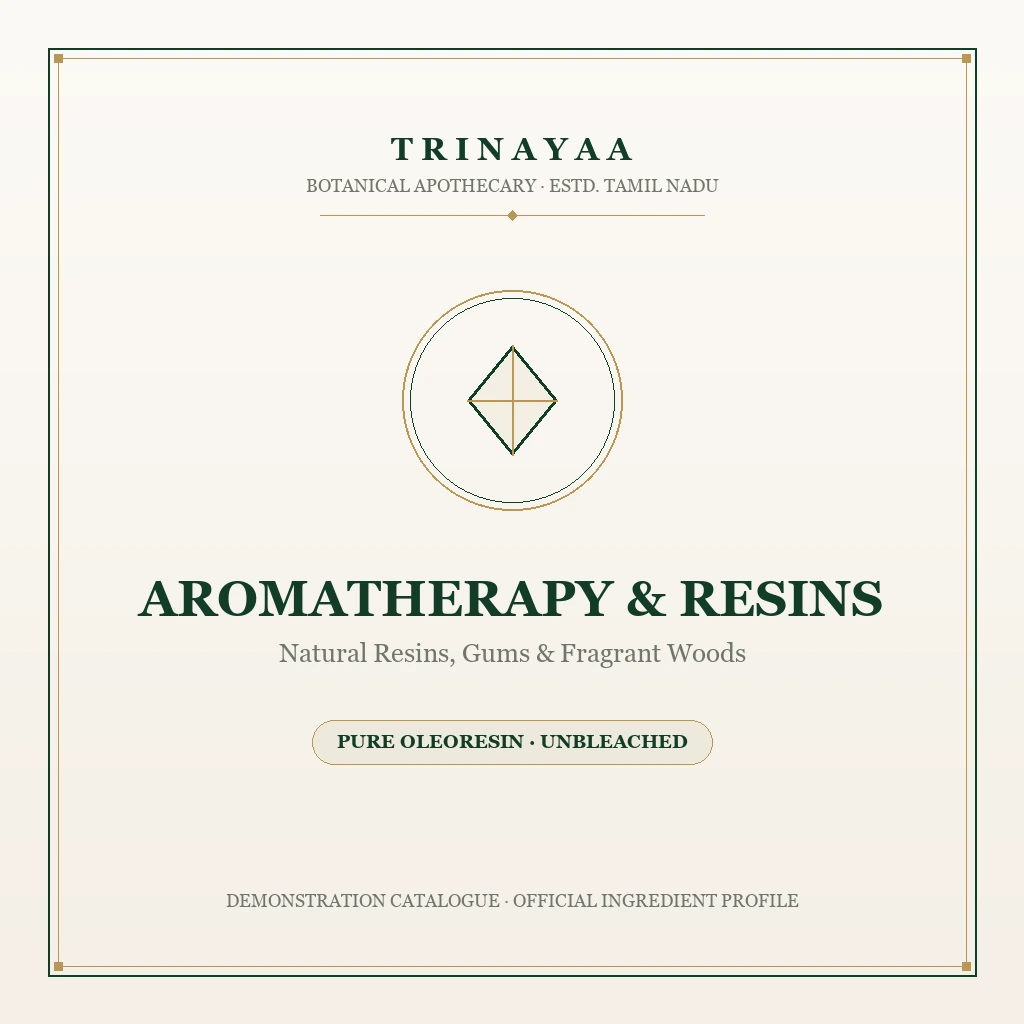 TRINAYAA
BOTANICAL APOTHECARY · ESTD. TAMIL NADU
AROMATHERAPY & RESINS
Natural Resins, Gums & Fragrant Woods
PURE OLEORESIN · UNBLEACHED
DEMONSTRATION CATALOGUE · OFFICIAL INGREDIENT PROFILE